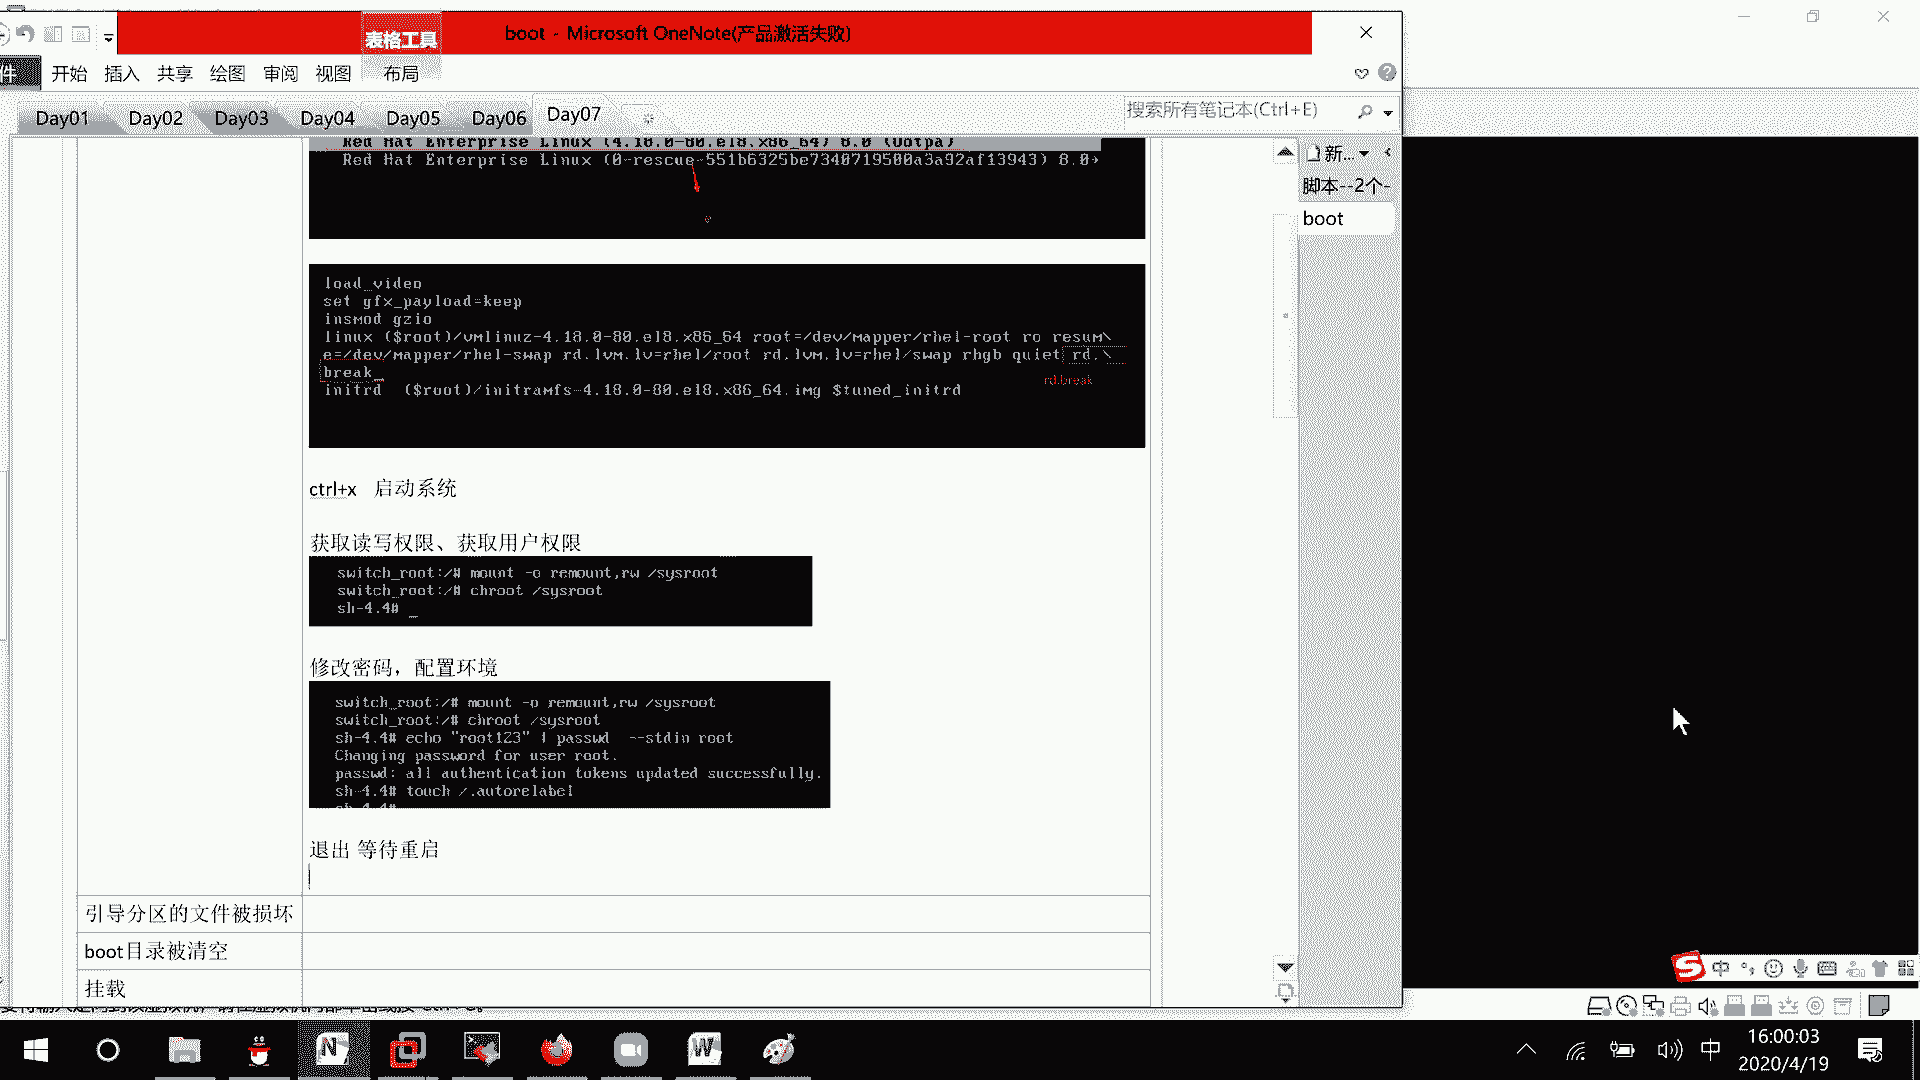 表格工具
boot - Microsoft OneNote(产品激活失败)
件
开始 插入 共享 绘图 审阅 视图 布局
Day01 Day02 Day03 Day04 Day05 Day06 Day07
搜索所有笔记本(Ctrl+E)
新...
脚本--2个-
boot
Red Hat Enterprise Linux (4.18.0-80.el8.x86_64) 8.0 (Ootpa)
Red Hat Enterprise Linux (0-rescue-551b6325be7340719500a3a92af13943) 8.0→
load_video
set gfx_payload=keep
insmod gzio
linux ($root)/vmlinuz-4.18.0-80.el8.x86_64 root=/dev/mapper/rhel-root ro resum\
e=/dev/mapper/rhel-swap rd.lvm.lv=rhel/root rd.lvm.lv=rhel/swap rhgb quiet rd.\
break_
rd.break
initrd ($root)/initramfs-4.18.0-80.el8.x86_64.img $tuned_initrd
ctrl+x 启动系统
获取读写权限、获取用户权限
switch_root:/# mount -o remount,rw /sysroot
switch_root:/# chroot /sysroot
sh-4.4# _
修改密码，配置环境
switch_root:/# mount -o remount,rw /sysroot
switch_root:/# chroot /sysroot
sh-4.4# echo "root123" | passwd --stdin root
Changing password for user root.
passwd: all authentication tokens updated successfully.
sh-4.4# touch /.autorelabel
sh-4.4#
退出 等待重启
引导分区的文件被损坏
boot目录被清空
挂载
中
16:00:03
中
2020/4/19